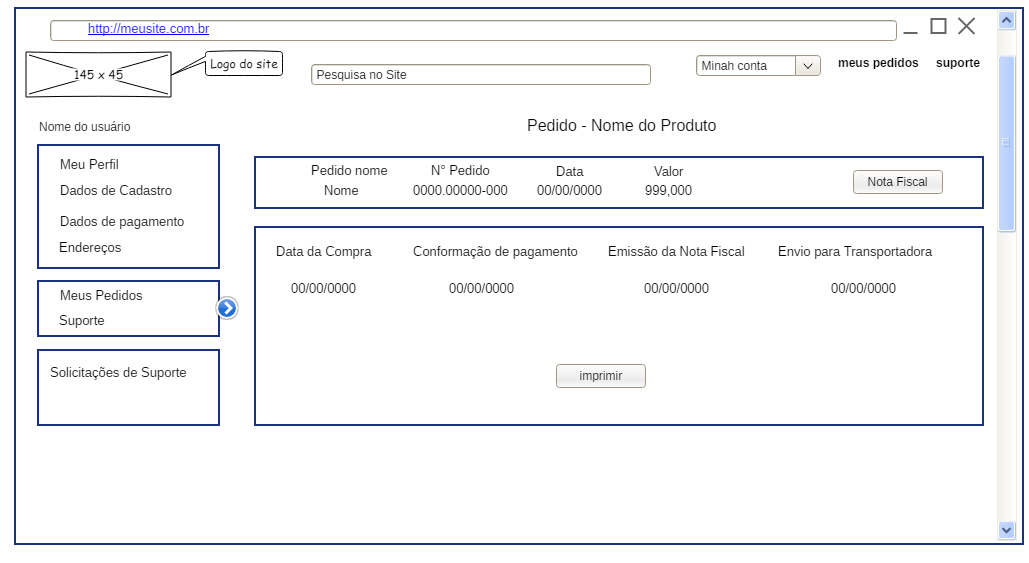 http://meusite.com.br
145 x 45
Logo do site
Pesquisa no Site
Minah conta
meus pedidos
suporte
Nome do usuário
Pedido - Nome do Produto
Meu Perfil
Dados de Cadastro
Dados de pagamento
Endereços
Pedido nome N° Pedido Data Valor
Nome 0000.00000-000 00/00/0000 999,000
Nota Fiscal
Data da Compra Conformação de pagamento Emissão da Nota Fiscal Envio para Transportadora
00/00/0000 00/00/0000 00/00/0000 00/00/0000
Meus Pedidos
Suporte
Solicitações de Suporte
imprimir